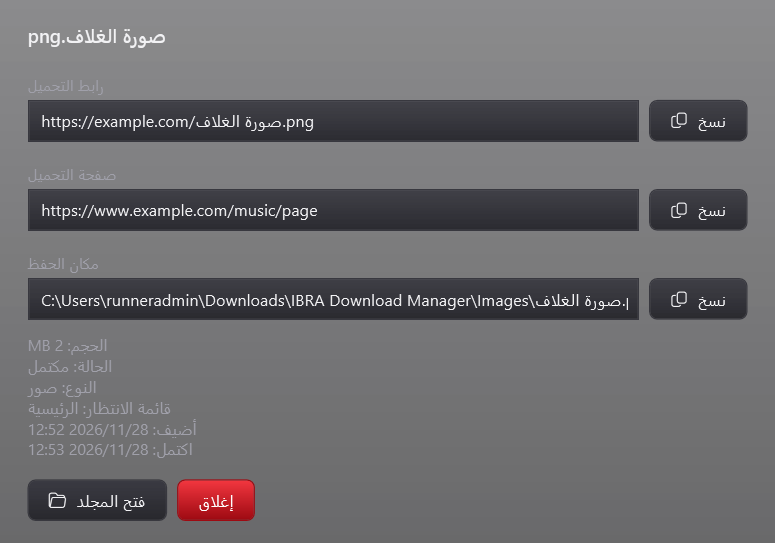 صورة الغلاف.png
رابط التحميل
https://example.com/صورة الغلاف.png
نسخ
صفحة التحميل
https://www.example.com/music/page
نسخ
مكان الحفظ
C:\Users\runneradmin\Downloads\IBRA Download Manager\Images\صورة الغلاف.p
نسخ
الحجم: 2 MB
الحالة: مكتمل
النوع: صور
قائمة الانتظار: الرئيسية
أضيف: 2026/11/28 12:52
اكتمل: 2026/11/28 12:53
فتح المجلد
إغلاق